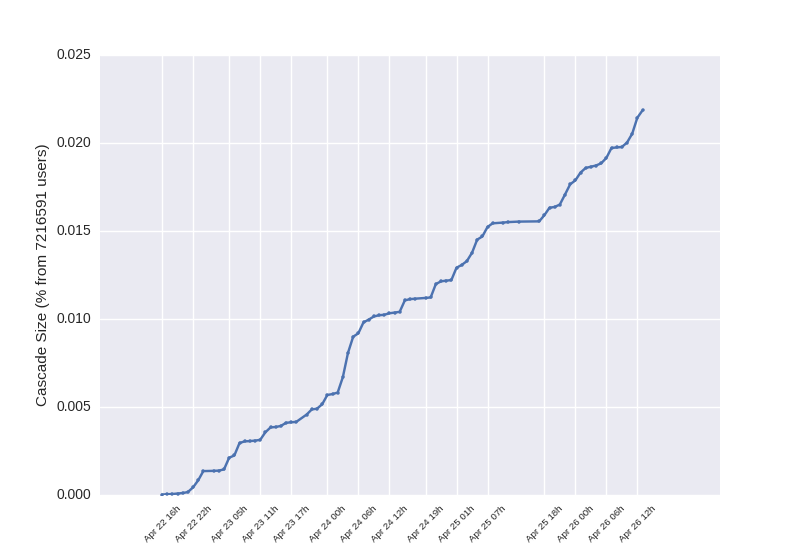 0.025
0.020
0.015
0.010
0.005
0.000
Cascade Size (% from 7216591 users)
Apr 22 16h
Apr 22 22h
Apr 23 05h
Apr 23 11h
Apr 23 17h
Apr 24 00h
Apr 24 06h
Apr 24 12h
Apr 24 19h
Apr 25 01h
Apr 25 07h
Apr 25 18h
Apr 26 00h
Apr 26 06h
Apr 26 12h